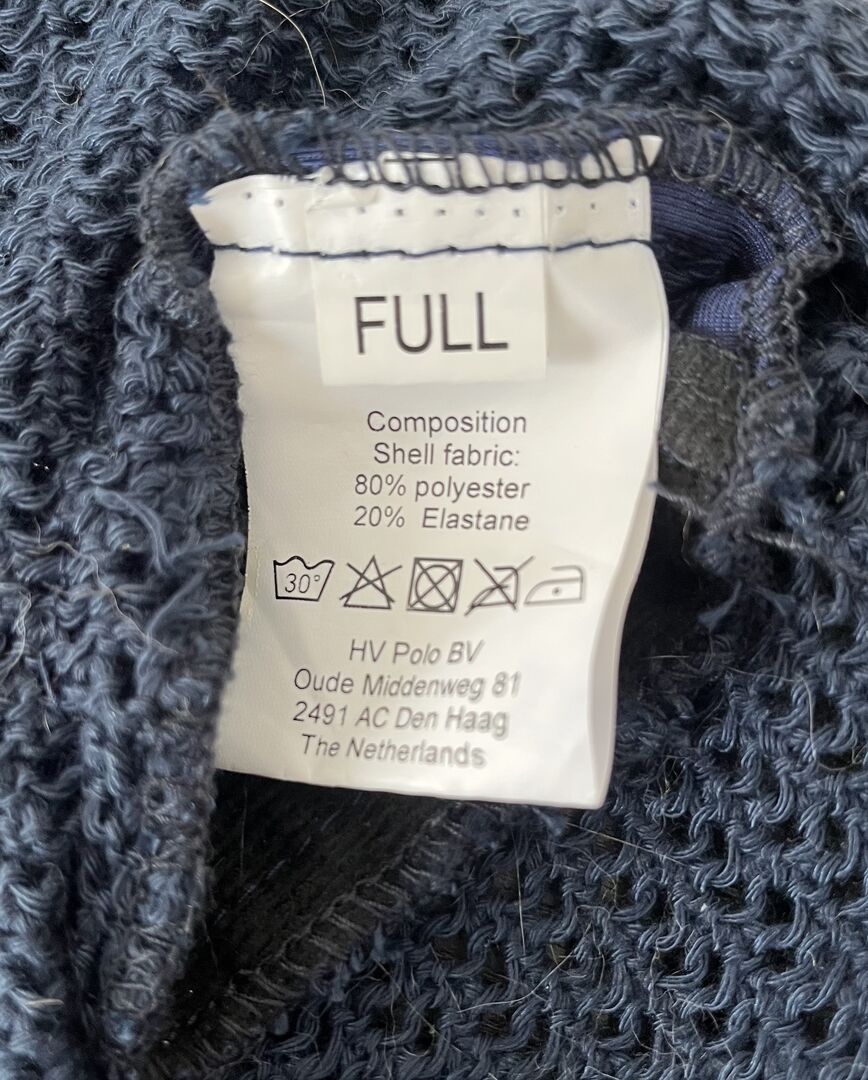 FULL
Composition
Shell fabric:
80% polyester
20% Elastane
30°
HV Polo BV
Oude Middenweg 81
2491 AC Den Haag
The Netherlands